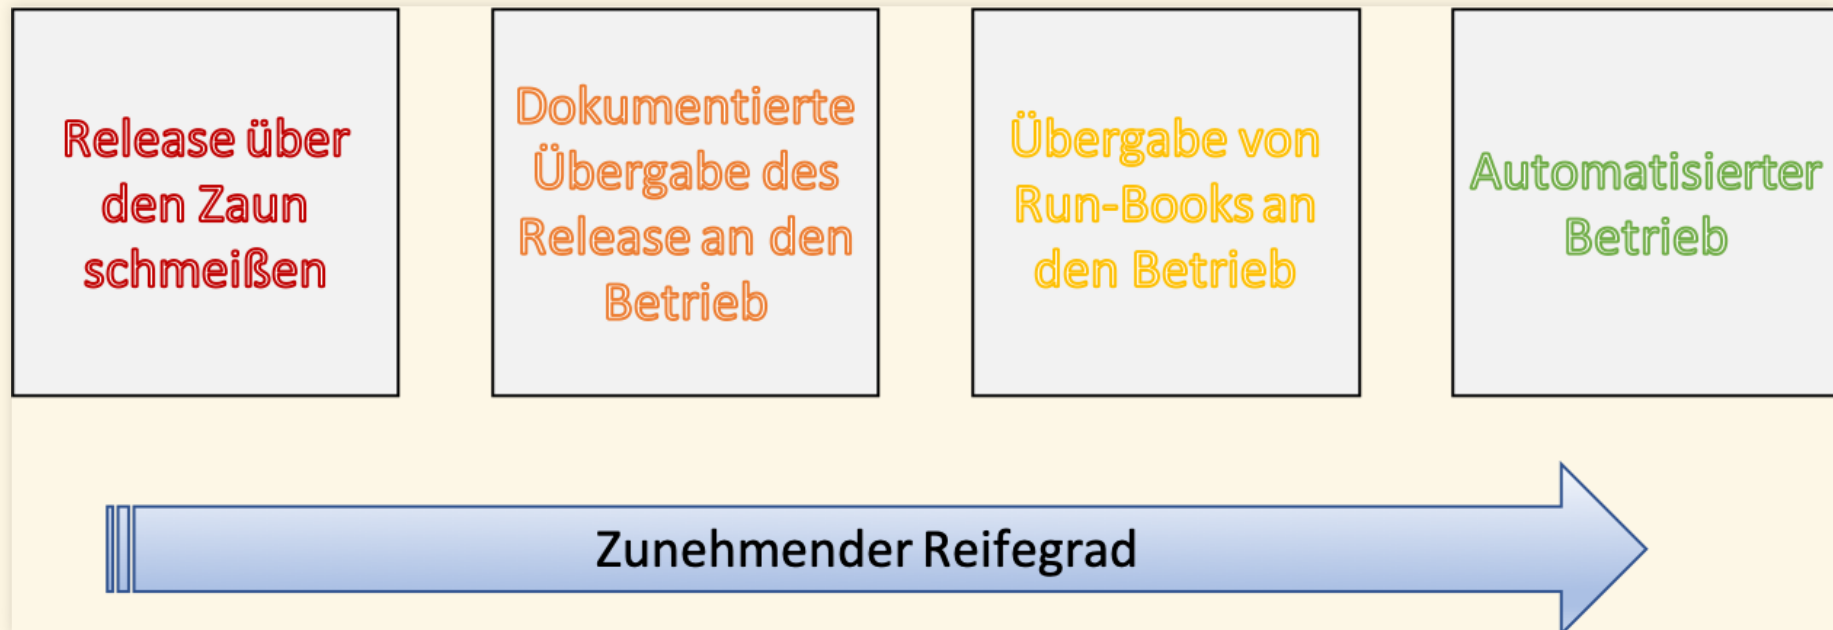 Release über
den Zaun
schmeißen
Dokumentierte
Übergabe des
Release an den
Betrieb
Übergabe von
Run-Books an
den Betrieb
Automatisierter
Betrieb
Zunehmender Reifegrad